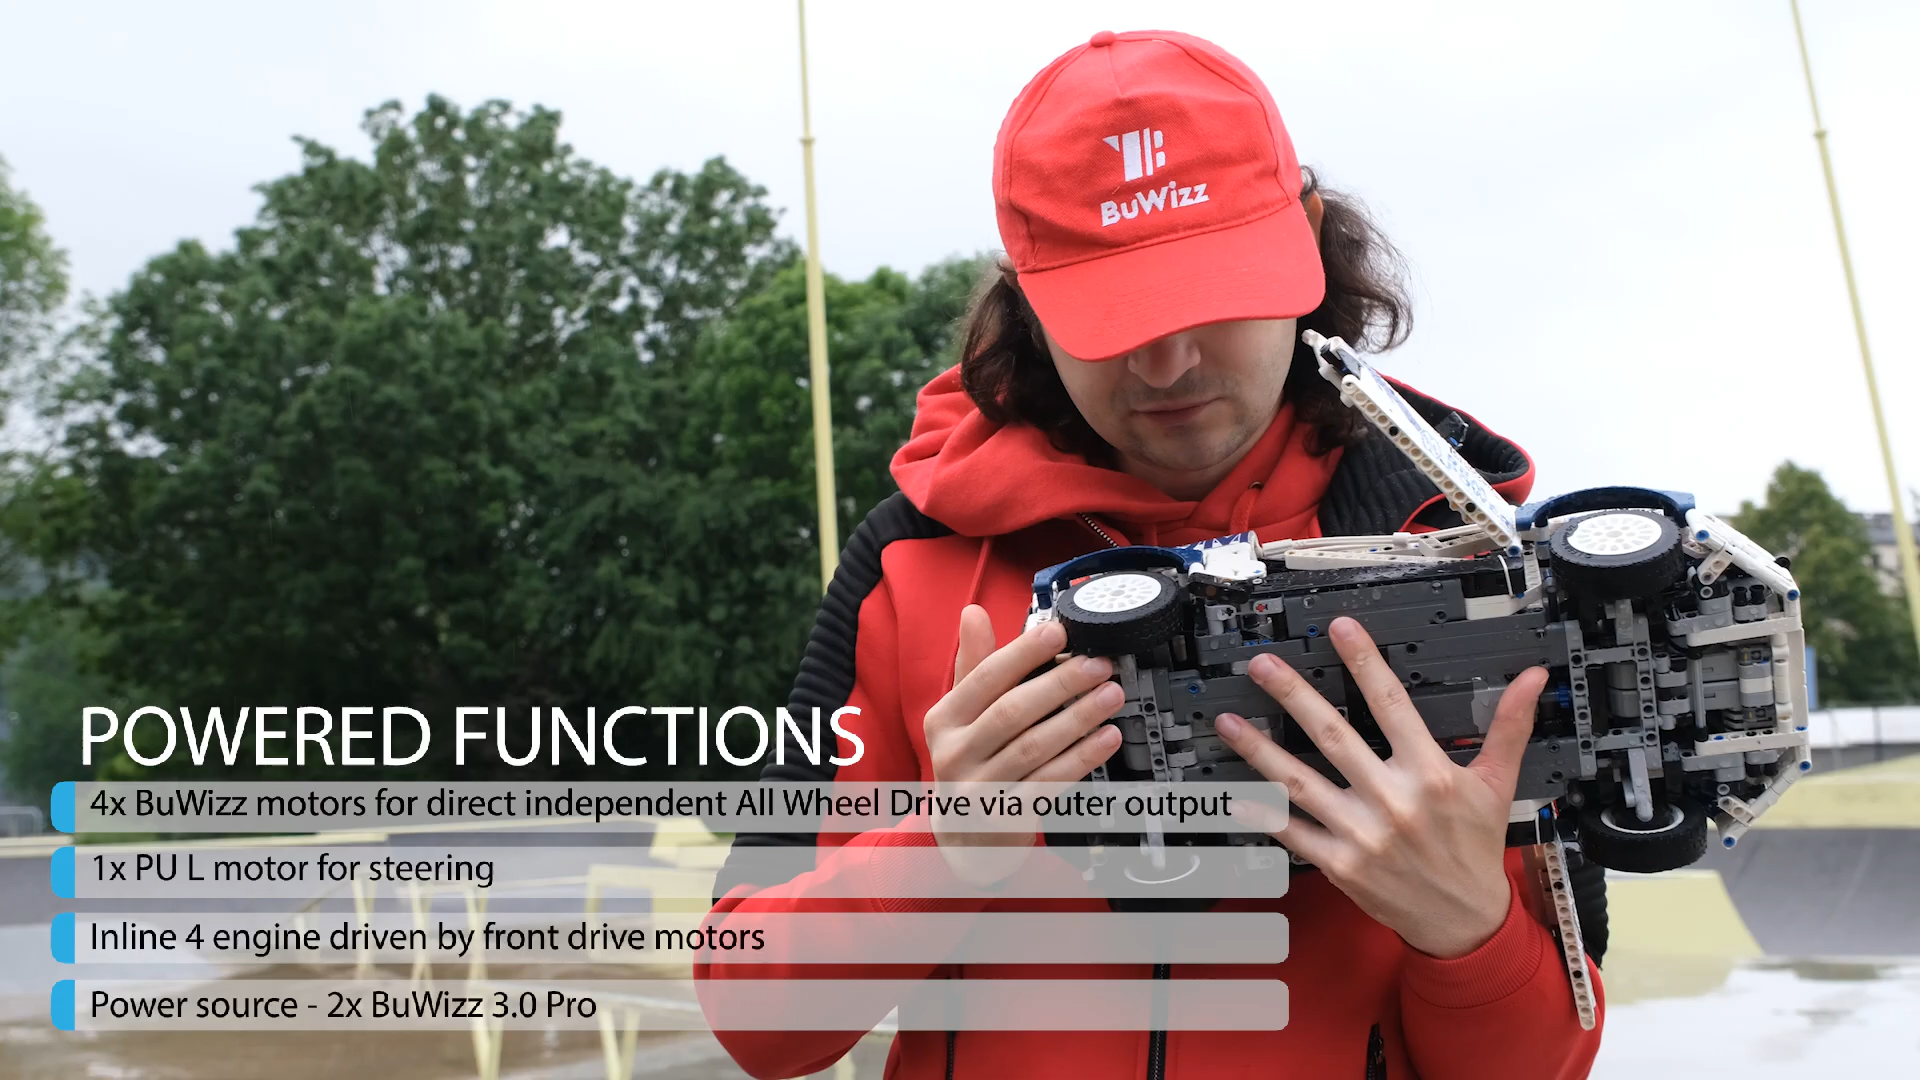 BuWizz
POWERED FUNCTIONS
4x BuWizz motors for direct independent All Wheel Drive via outer output
1x PU L motor for steering
Inline 4 engine driven by front drive motors
Power source - 2x BuWizz 3.0 Pro